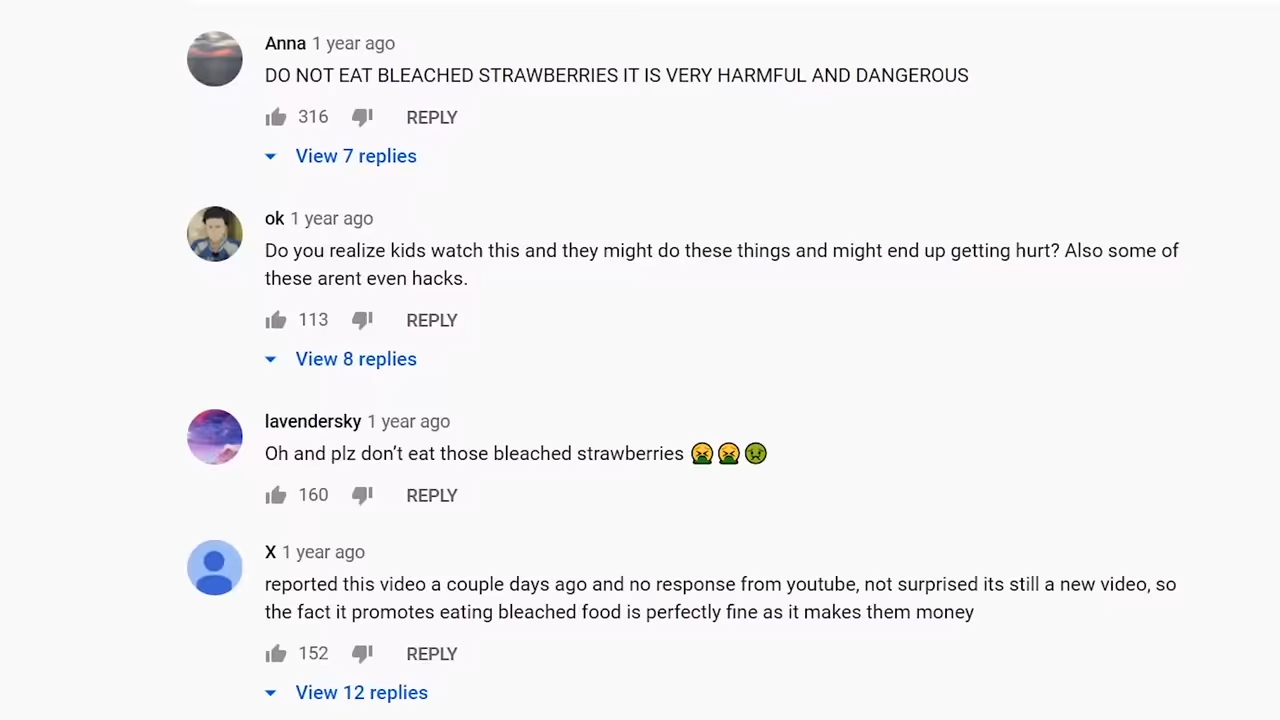 Anna 1 year ago
DO NOT EAT BLEACHED STRAWBERRIES IT IS VERY HARMFUL AND DANGEROUS
316 REPLY
View 7 replies
ok 1 year ago
Do you realize kids watch this and they might do these things and might end up getting hurt? Also some of
these arent even hacks.
113 REPLY
View 8 replies
lavendersky 1 year ago
Oh and plz don’t eat those bleached strawberries 🤮🤮🤢
160 REPLY
X 1 year ago
reported this video a couple days ago and no response from youtube, not surprised its still a new video, so
the fact it promotes eating bleached food is perfectly fine as it makes them money
152 REPLY
View 12 replies